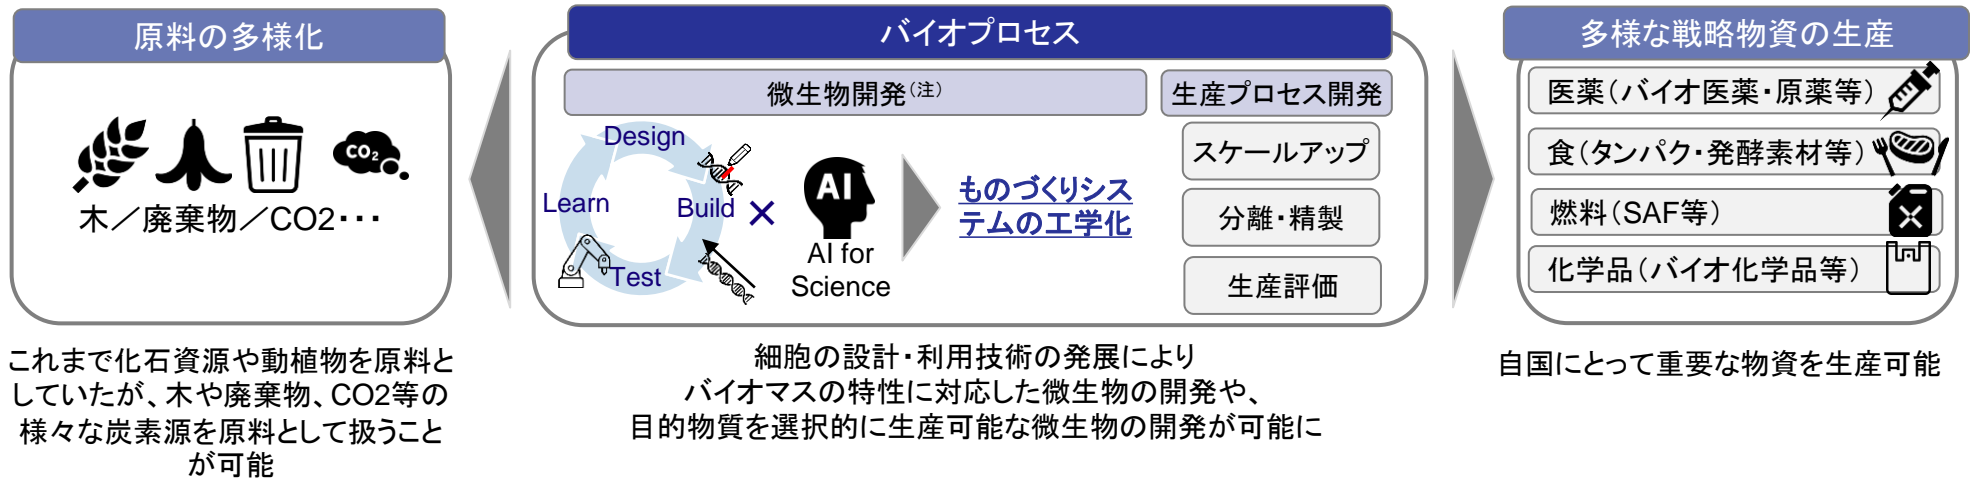 原料の多様化
CO₂
木／廃棄物／CO2・・・
これまで化石資源や動植物を原料と
していたが、木や廃棄物、CO2等の
様々な炭素源を原料として扱うこと
が可能
バイオプロセス
微生物開発（注）
Design
Build
Test
Learn
×
AI
AI for
Science
ものづくりシス
テムの工学化
生産プロセス開発
スケールアップ
分離・精製
生産評価
細胞の設計・利用技術の発展により
バイオマスの特性に対応した微生物の開発や、
目的物質を選択的に生産可能な微生物の開発が可能に
多様な戦略物資の生産
医薬（バイオ医薬・原薬等）
食（タンパク・発酵素材等）
燃料（SAF等）
化学品（バイオ化学品等）
自国にとって重要な物資を生産可能